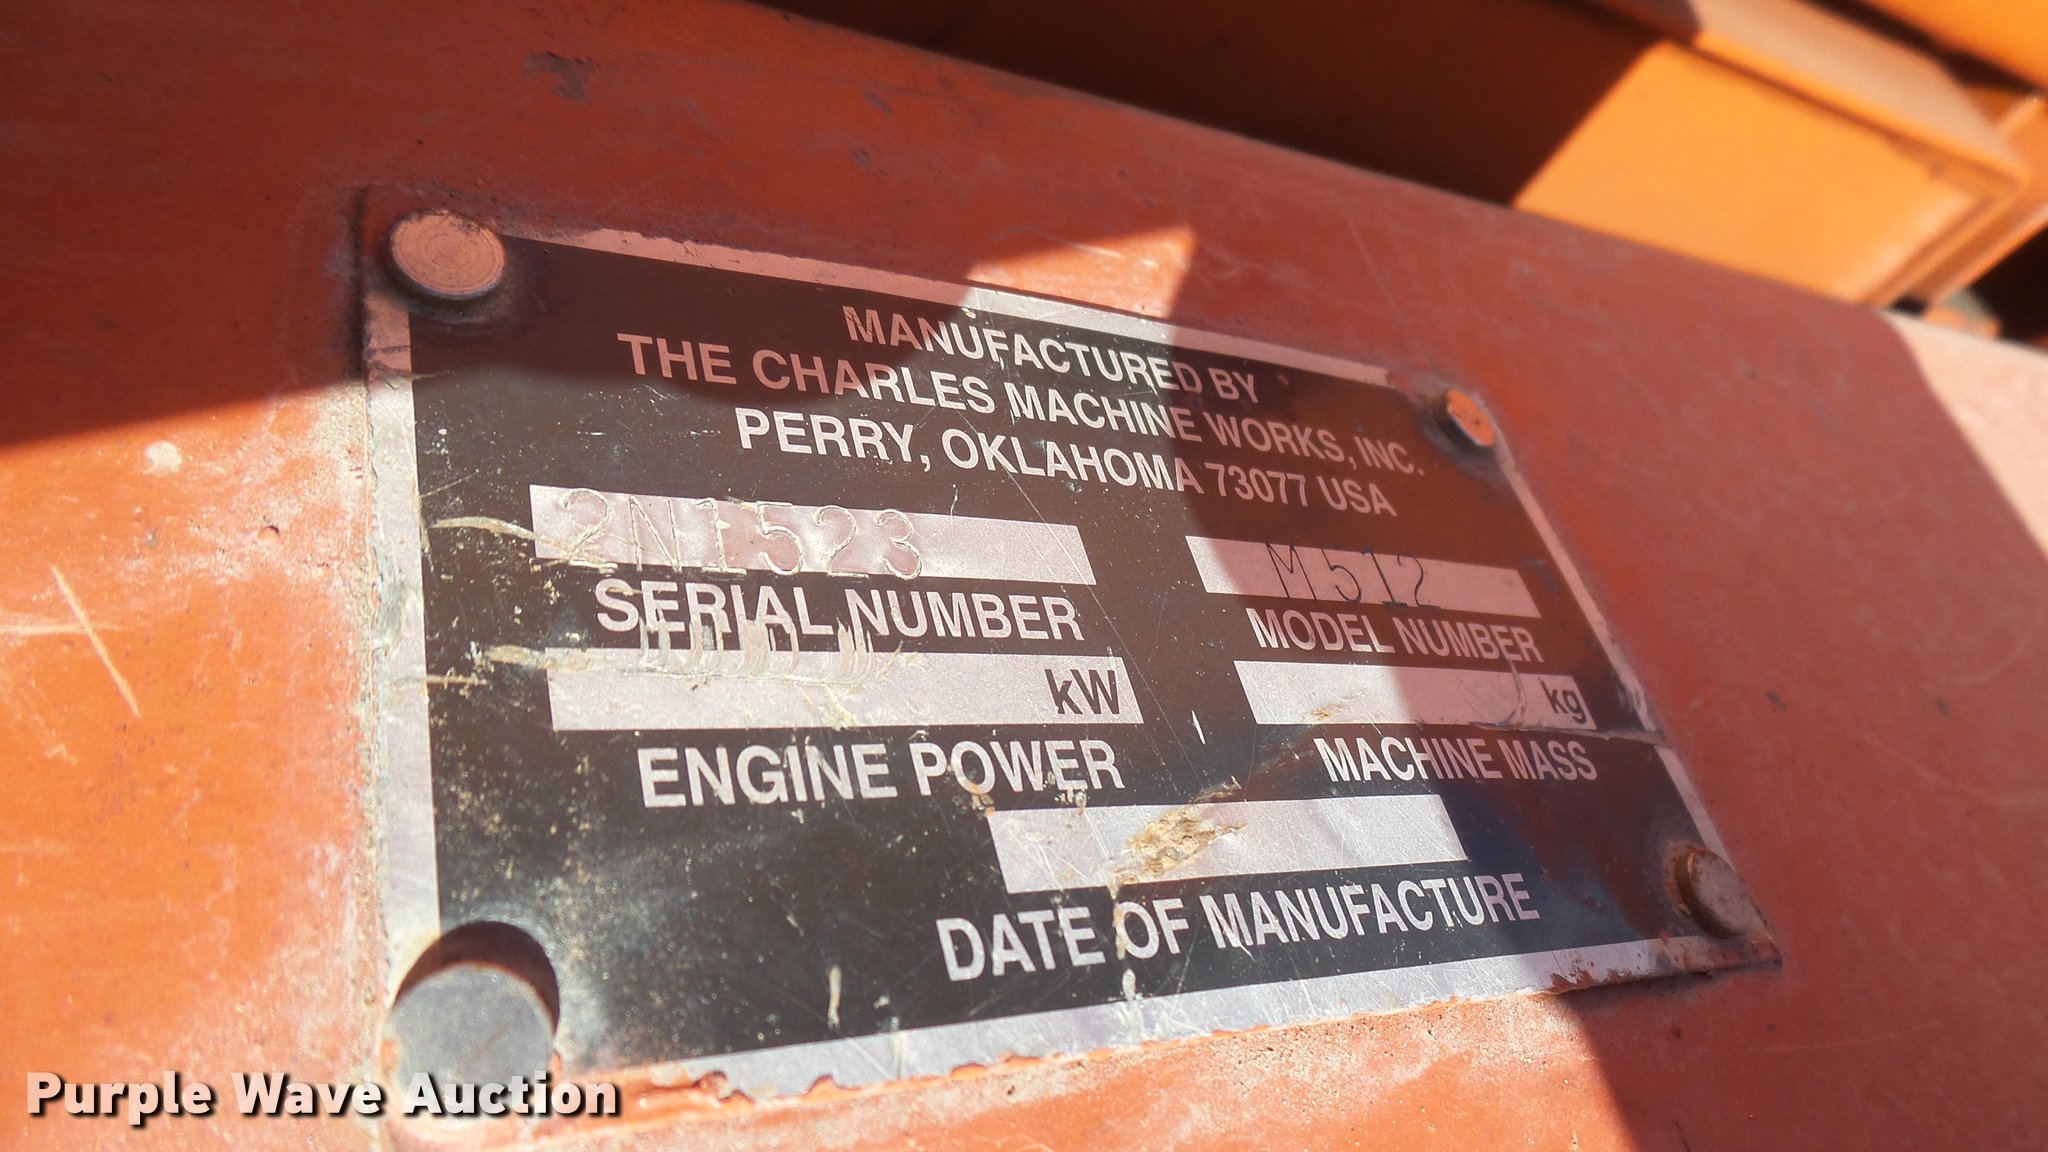 MANUFACTURED BY
THE CHARLES MACHINE WORKS, INC.
PERRY, OKLAHOMA 73077 USA
2N1523 M512
SERIAL NUMBER MODEL NUMBER
kW kg
ENGINE POWER MACHINE MASS
DATE OF MANUFACTURE
Purple Wave Auction